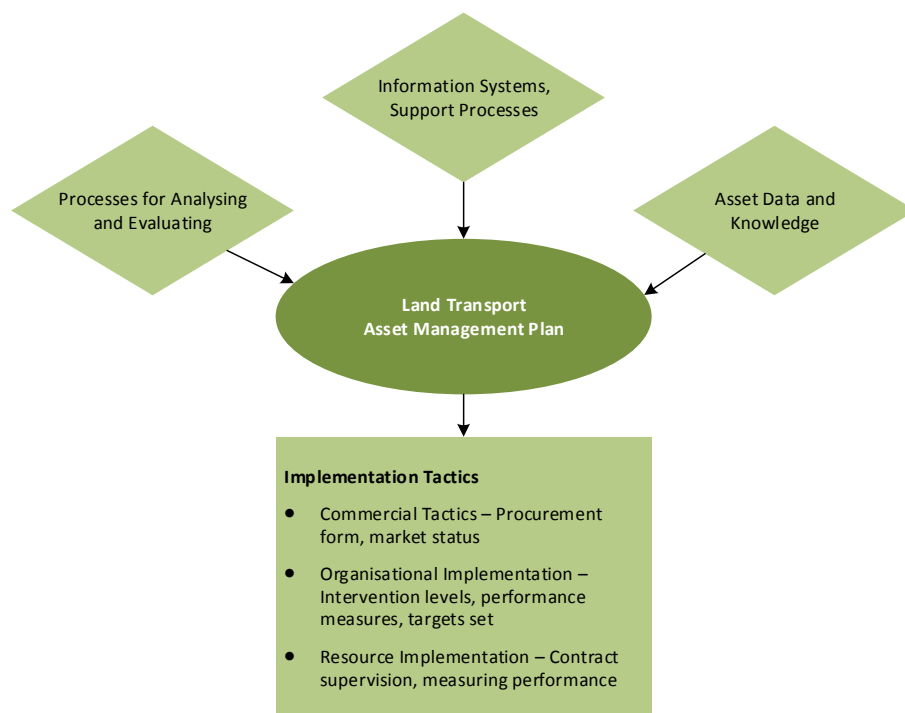 Information Systems,
Support Processes
Processes for Analysing
and Evaluating
Asset Data and
Knowledge
Land Transport
Asset Management Plan
Implementation Tactics
● Commercial Tactics – Procurement
form, market status
● Organisational Implementation –
Intervention levels, performance
measures, targets set
● Resource Implementation – Contract
supervision, measuring performance